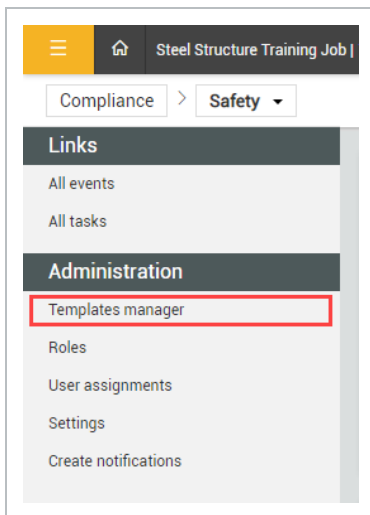 Steel Structure Training Job |
Compliance > Safety
Links
All events
All tasks
Administration
Templates manager
Roles
User assignments
Settings
Create notifications